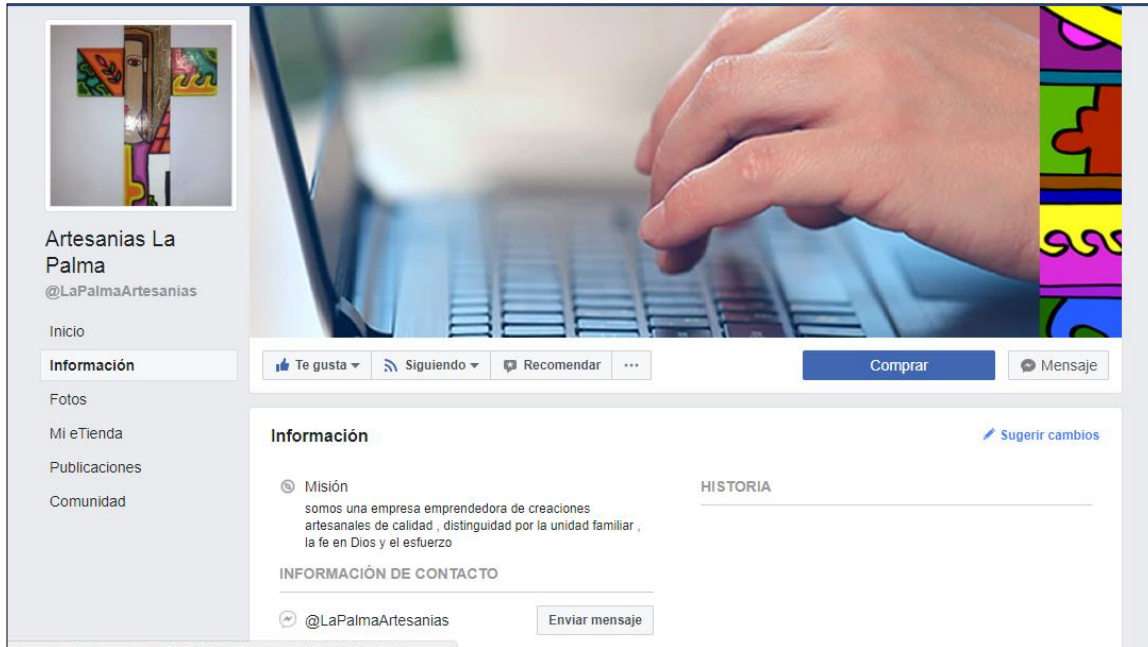 Artesanias La
Palma
@LaPalmaArtesanias
Inicio
Información
Fotos
Mi eTienda
Publicaciones
Comunidad
Te gusta
Siguiendo
Recomendar
...
Comprar
Mensaje
Información
Sugerir cambios
Misión
somos una empresa emprendedora de creaciones
artesanales de calidad , distinguidad por la unidad familiar ,
la fe en Dios y el esfuerzo
HISTORIA
INFORMACIÓN DE CONTACTO
@LaPalmaArtesanias
Enviar mensaje